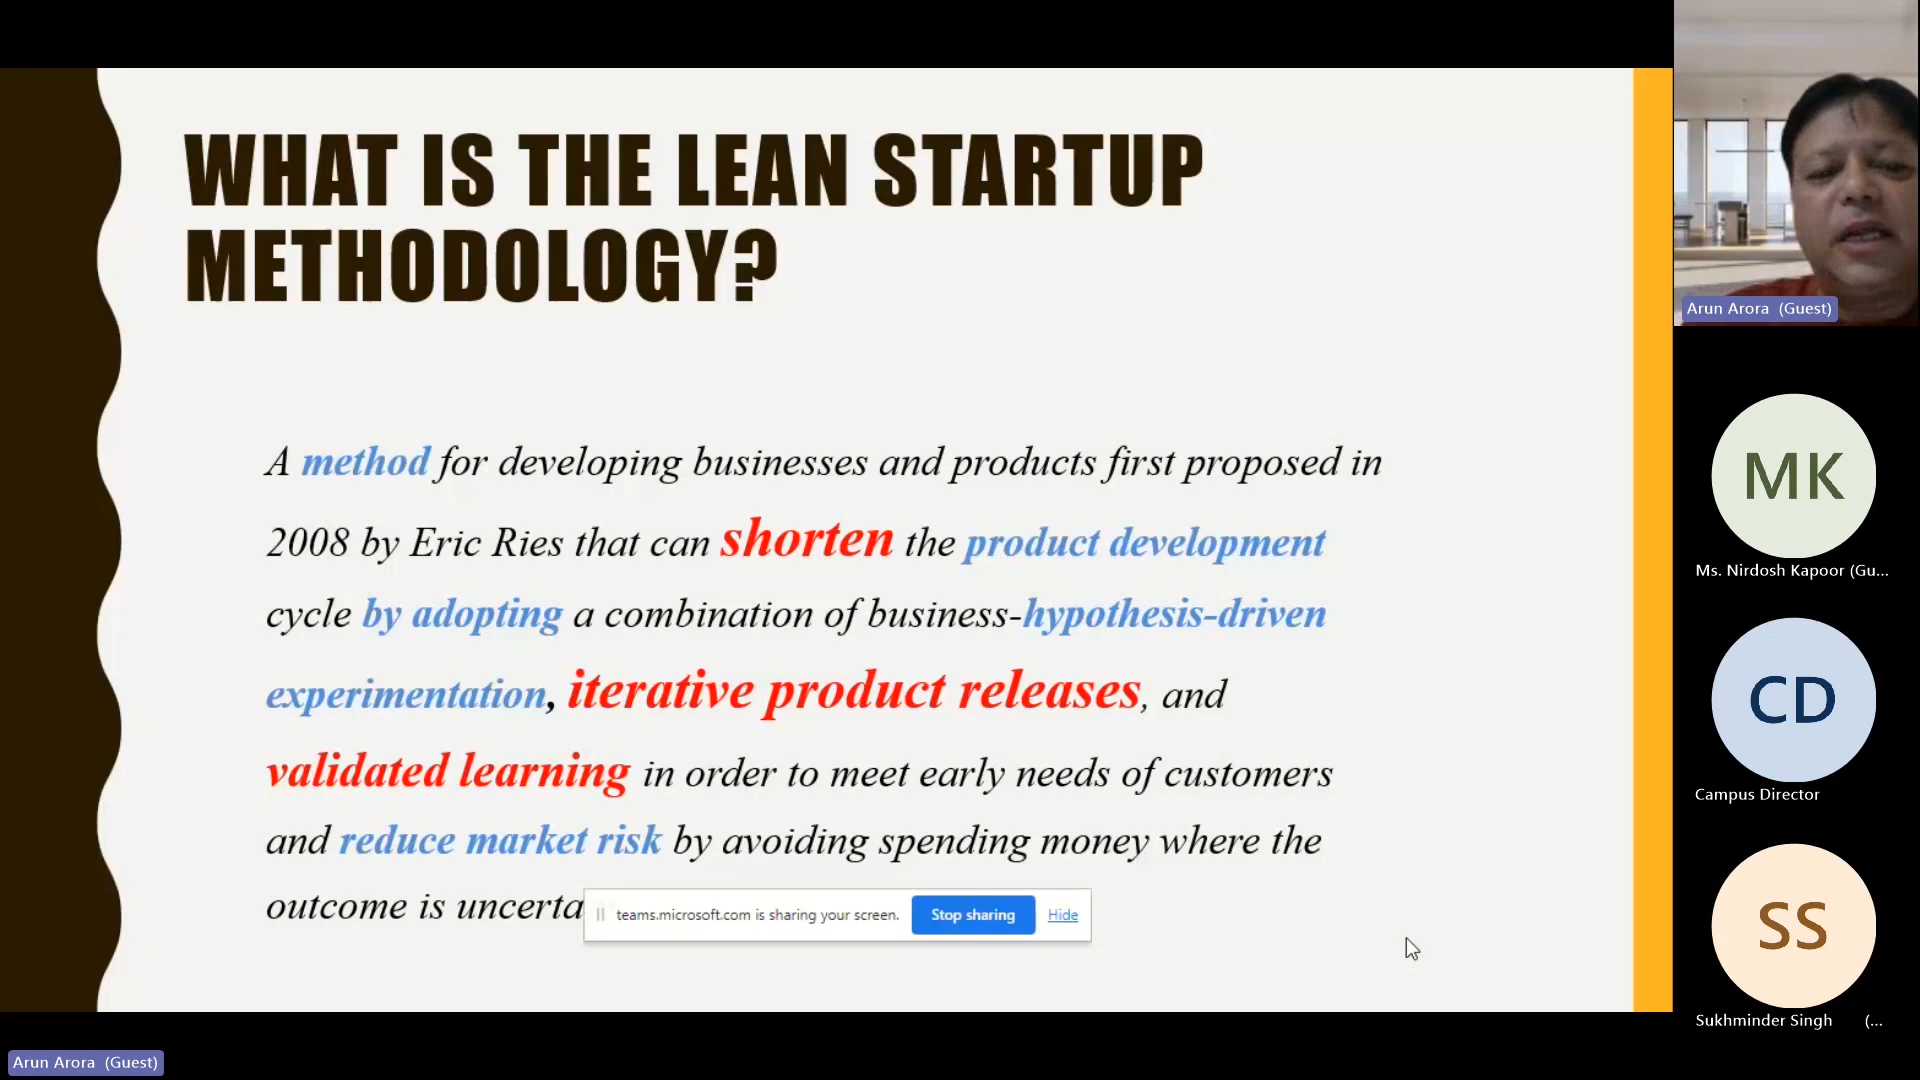 WHAT IS THE LEAN STARTUP
METHODOLOGY?
A method for developing businesses and products first proposed in
2008 by Eric Ries that can shorten the product development
cycle by adopting a combination of business-hypothesis-driven
experimentation, iterative product releases, and
validated learning in order to meet early needs of customers
and reduce market risk by avoiding spending money where the
outcome is uncerta
teams.microsoft.com is sharing your screen.
Stop sharing
Hide
Arun Arora (Guest)
MK
Ms. Nirdosh Kapoor (Gu...
CD
Campus Director
SS
Sukhminder Singh (...
Arun Arora (Guest)